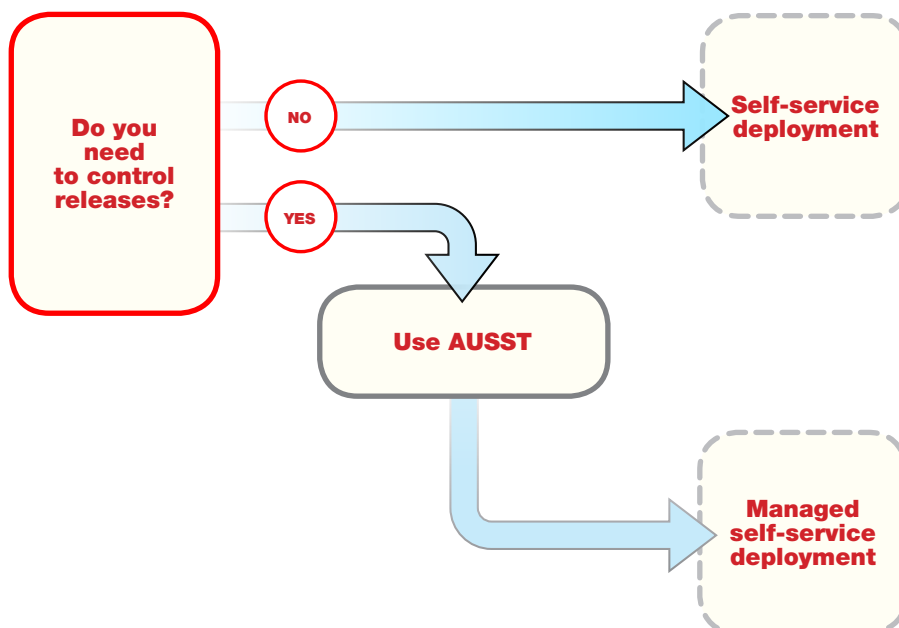 Do you
need
to control
releases?
NO
Self-service
deployment
YES
Use AUSST
Managed
self-service
deployment